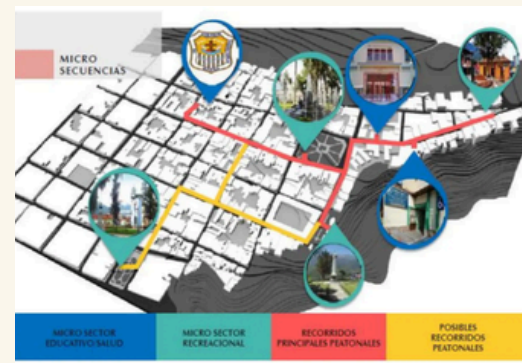 MICRO
SECUENCIAS
MICRO SECTOR
EDUCATIVO/SALUD
MICRO SECTOR
RECREACIONAL
RECORRIDOS
PRINCIPALES PEATONALES
POSIBLES
RECORRIDOS
PEATONALES